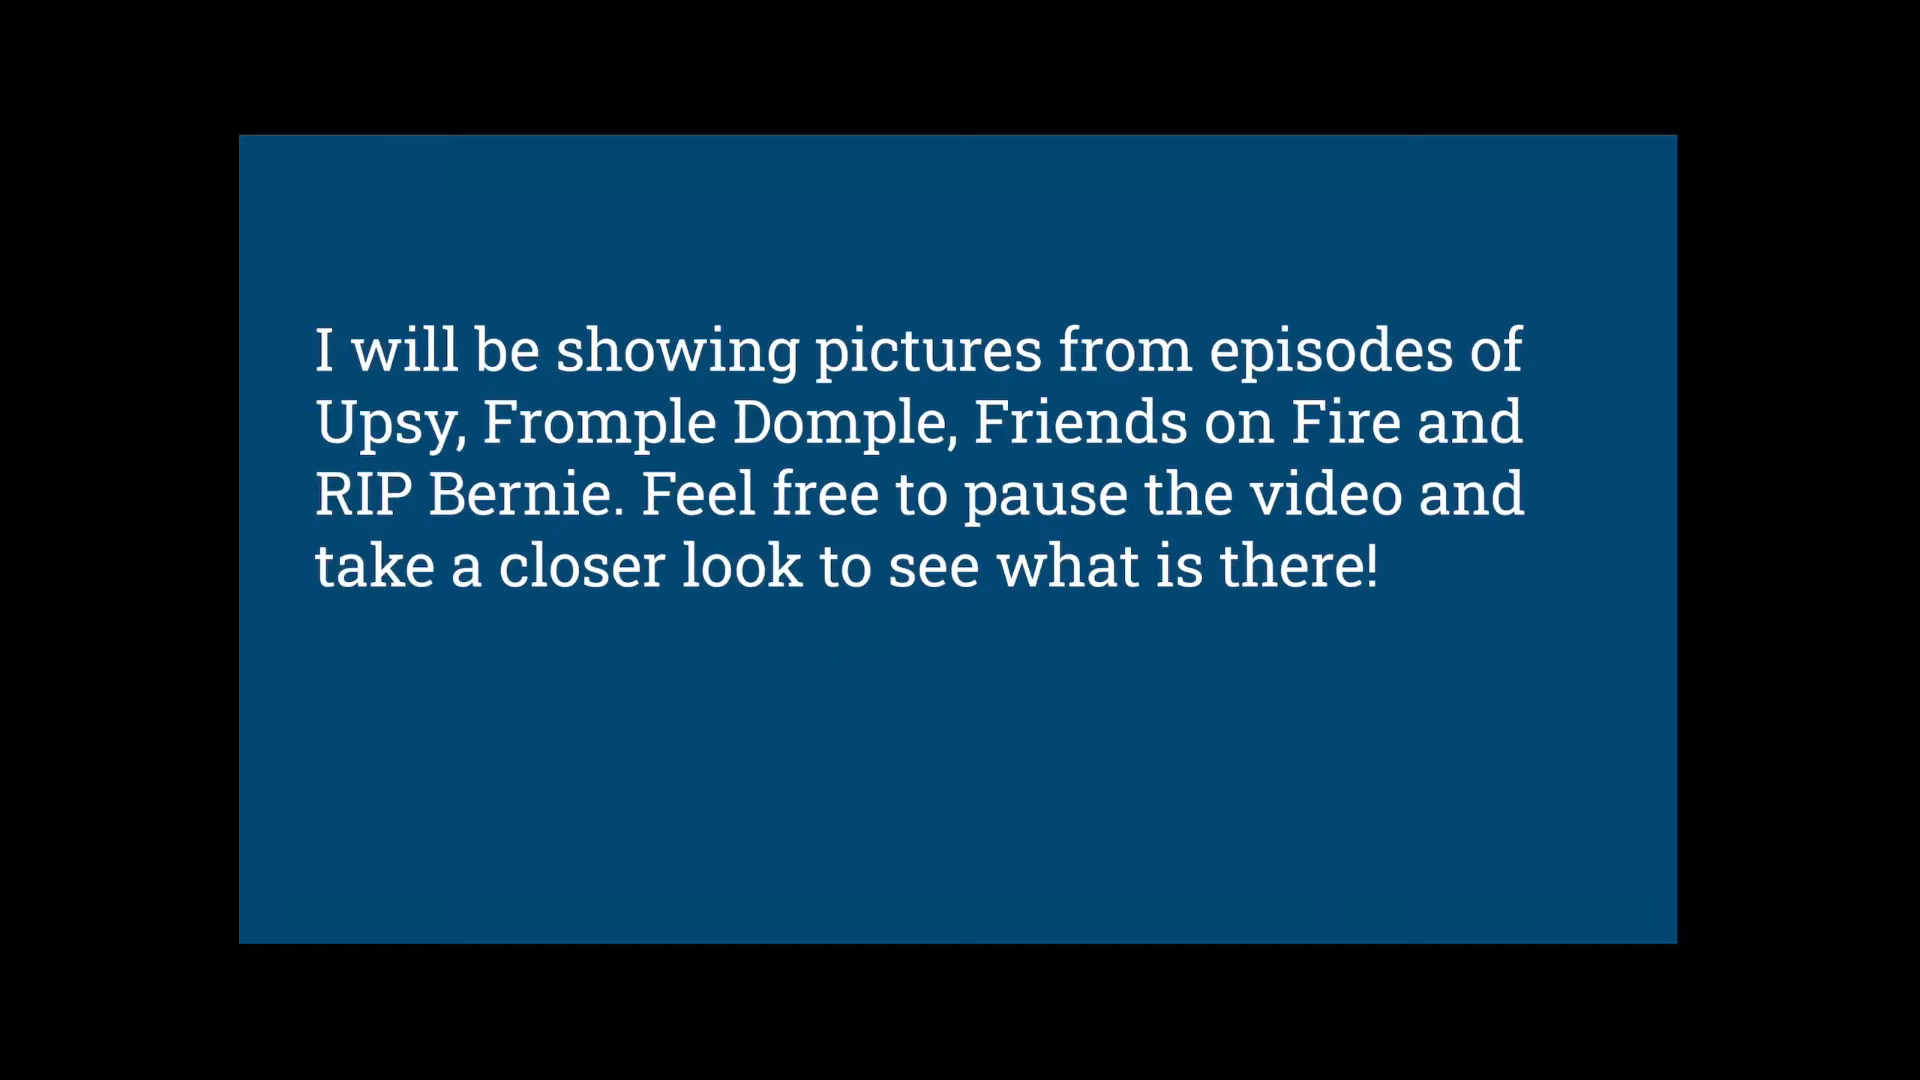 I will be showing pictures from episodes of
Upsy, Fromple Domple, Friends on Fire and
RIP Bernie. Feel free to pause the video and
take a closer look to see what is there!